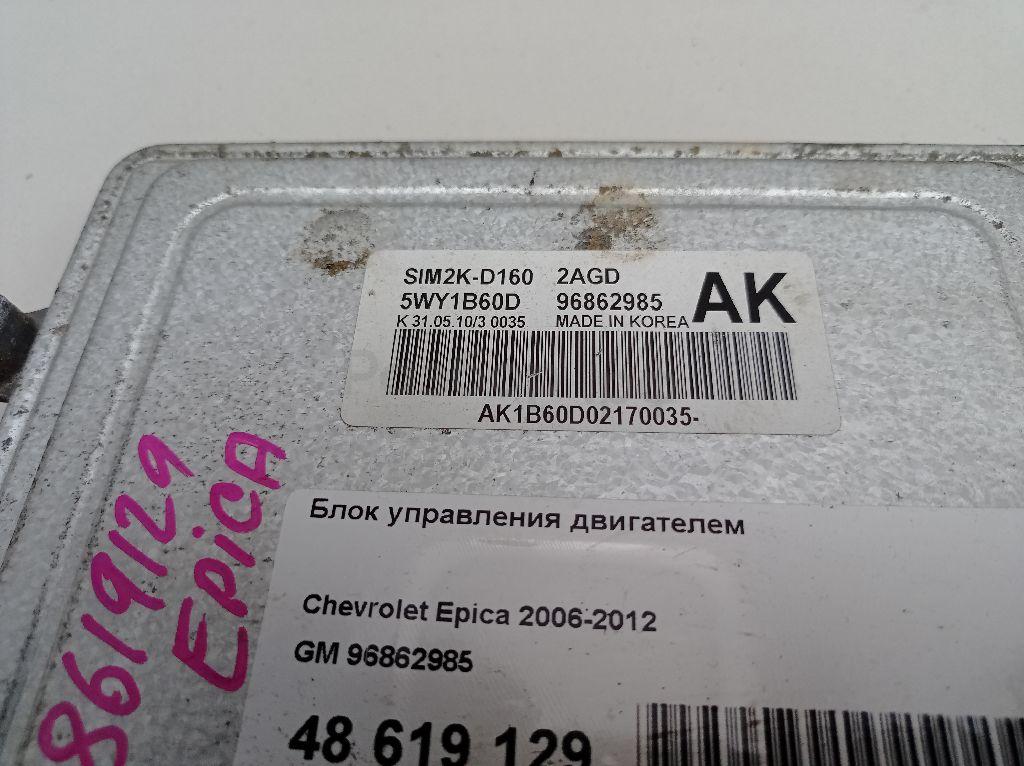 SIM2K-D160 2AGD
5WY1B60D 96862985
AK
K 31.05.10/3 0035 MADE IN KOREA
AK1B60D02170035-
8619129
EpicA
Блок управления двигателем
Chevrolet Epica 2006-2012
GM 96862985
48 619 129